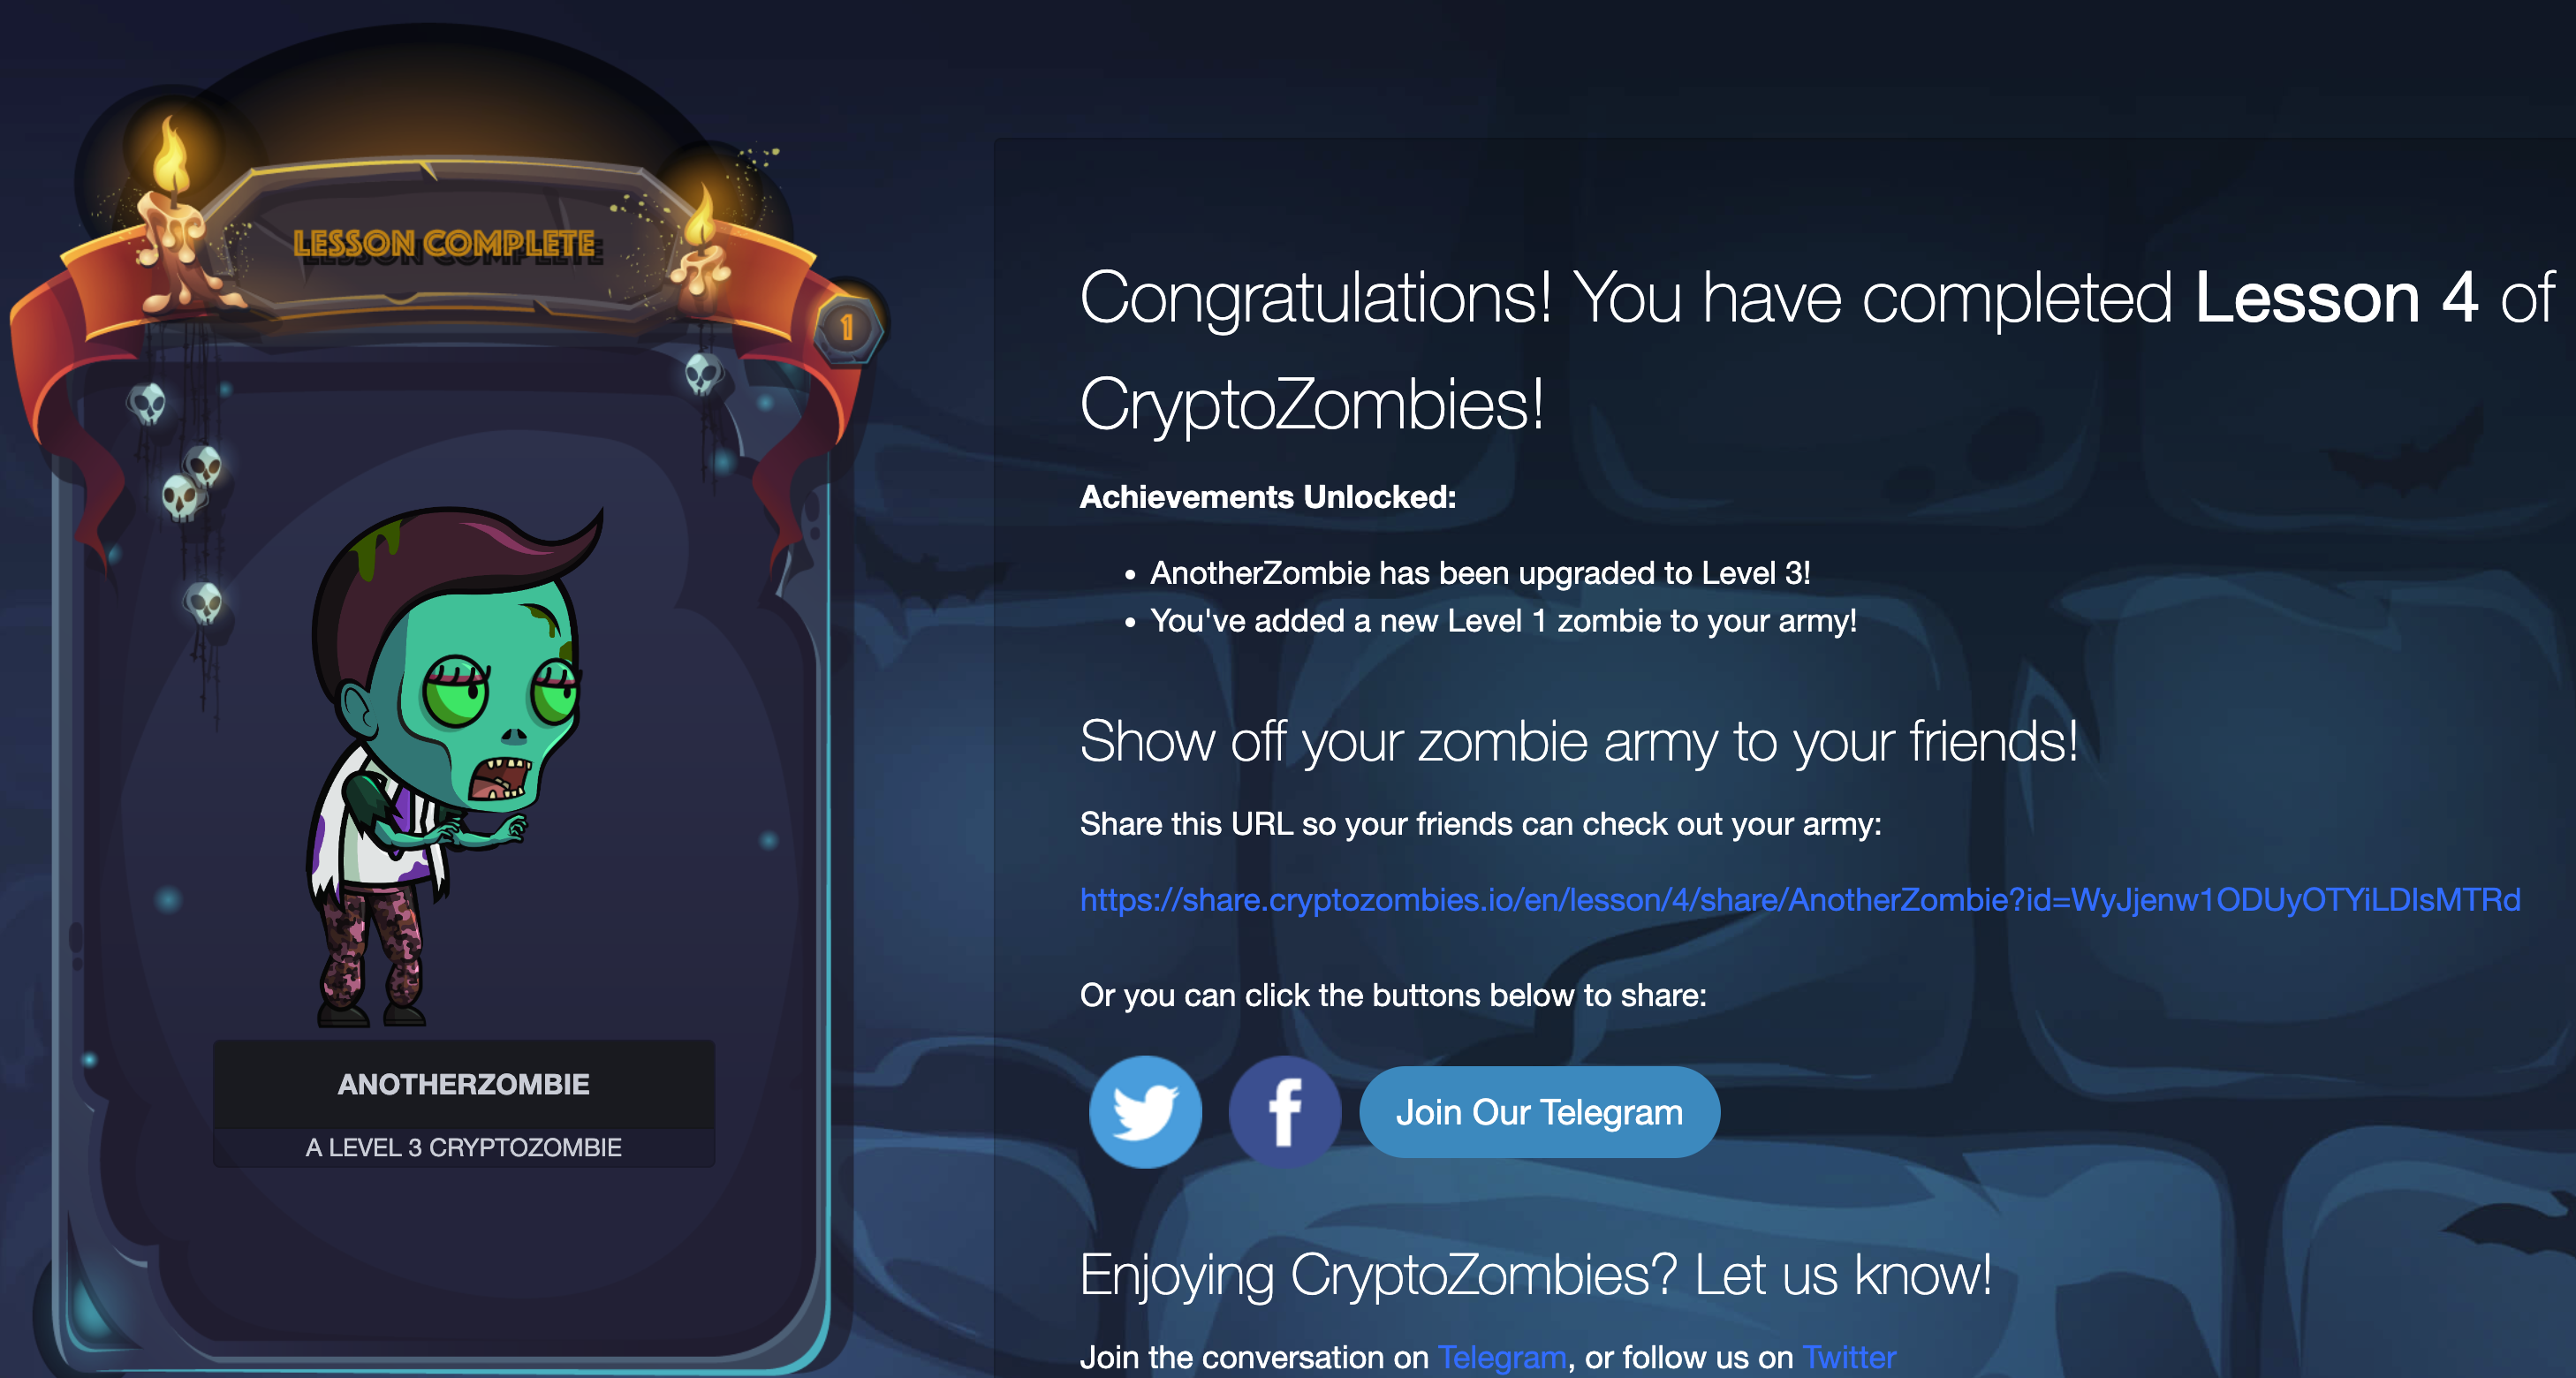 LESSON COMPLETE
1
ANOTHERZOMBIE
A LEVEL 3 CRYPTOZOMBIE
Congratulations! You have completed Lesson 4 of
CryptoZombies!
Achievements Unlocked:
• AnotherZombie has been upgraded to Level 3!
• You've added a new Level 1 zombie to your army!
Show off your zombie army to your friends!
Share this URL so your friends can check out your army:
https://share.cryptozombies.io/en/lesson/4/share/AnotherZombie?id=WyJjenw1ODUyOTYiLDIsMTRd
Or you can click the buttons below to share:
Join Our Telegram
Enjoying CryptoZombies? Let us know!
Join the conversation on Telegram, or follow us on Twitter